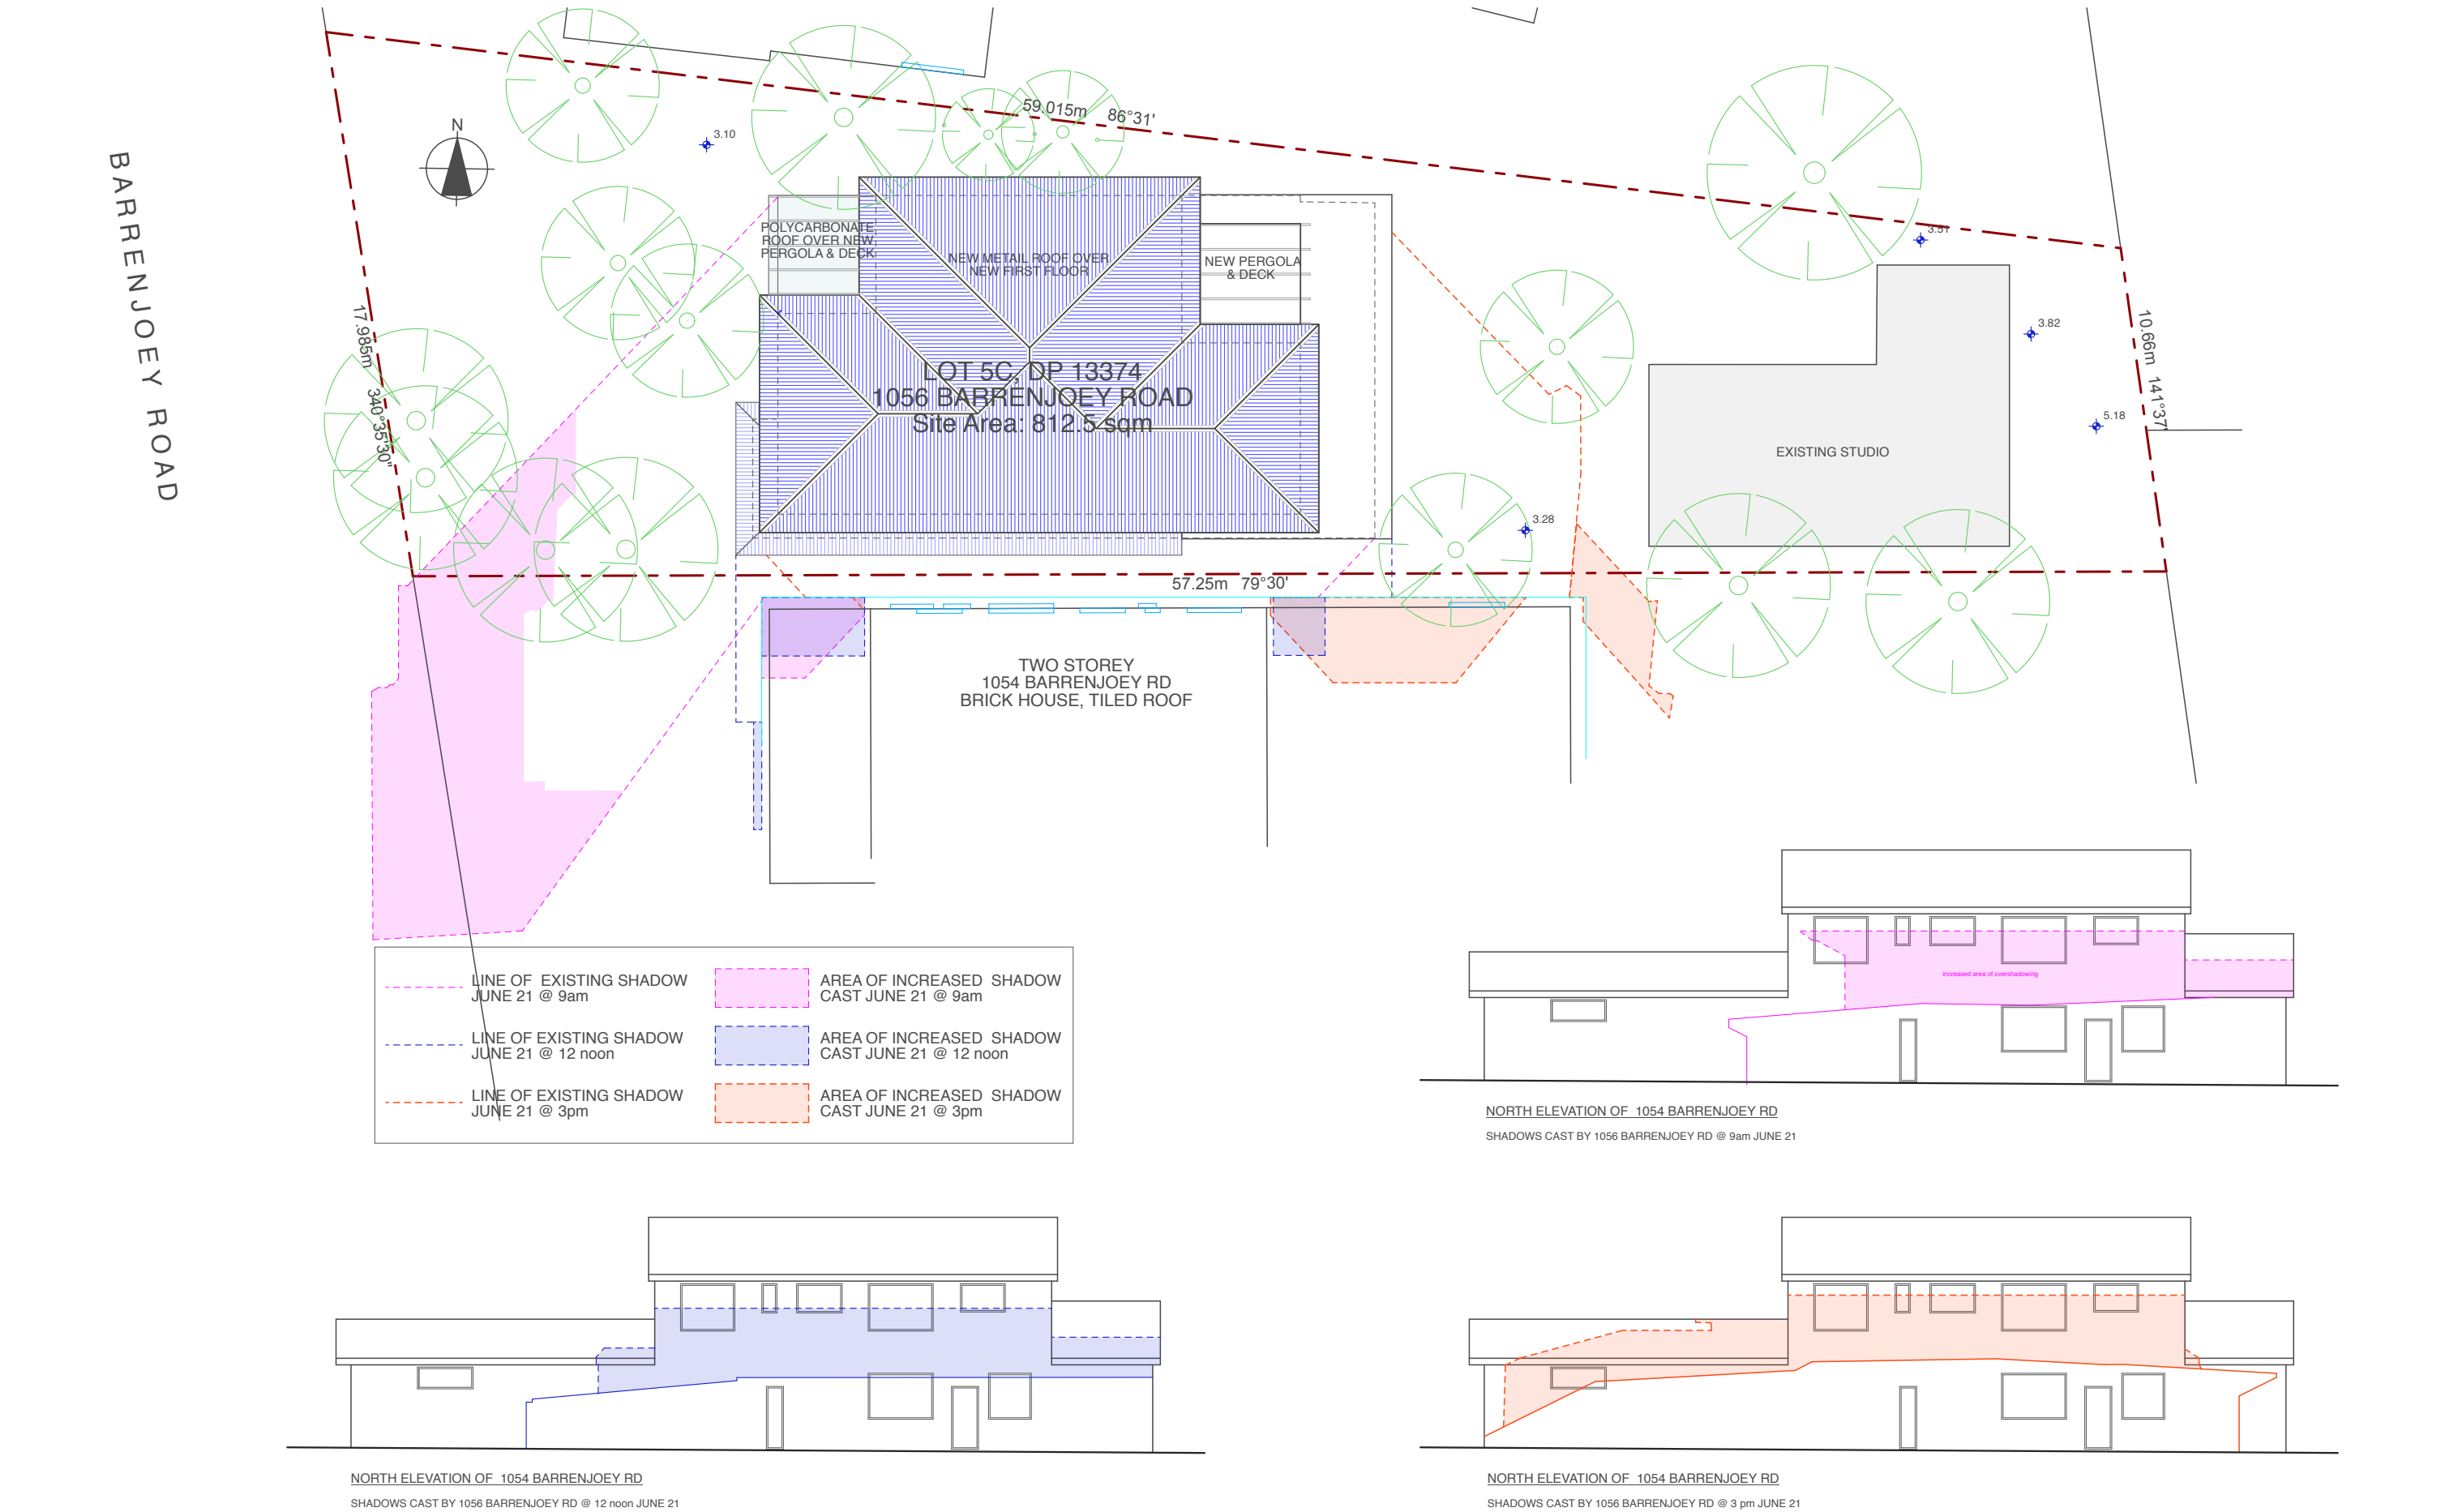 BARRENJOEY ROAD
N
3.10
59.015m 86°31'
17.985m 340°35'30"
POLYCARBONATE
ROOF OVER NEW
PERGOLA & DECK
NEW METAIL ROOF OVER
NEW FIRST FLOOR
NEW PERGOLA
& DECK
3.51
3.82
10.66m 141°37'
5.18
LOT 5C, DP 13374
1056 BARRENJOEY ROAD
Site Area: 812.5 sqm
EXISTING STUDIO
3.28
57.25m 79°30'
TWO STOREY
1054 BARRENJOEY RD
BRICK HOUSE, TILED ROOF
LINE OF EXISTING SHADOW
JUNE 21 @ 9am
AREA OF INCREASED SHADOW
CAST JUNE 21 @ 9am
LINE OF EXISTING SHADOW
JUNE 21 @ 12 noon
AREA OF INCREASED SHADOW
CAST JUNE 21 @ 12 noon
LINE OF EXISTING SHADOW
JUNE 21 @ 3pm
AREA OF INCREASED SHADOW
CAST JUNE 21 @ 3pm
increased area of overshadowing
NORTH ELEVATION OF 1054 BARRENJOEY RD
SHADOWS CAST BY 1056 BARRENJOEY RD @ 9am JUNE 21
NORTH ELEVATION OF 1054 BARRENJOEY RD
SHADOWS CAST BY 1056 BARRENJOEY RD @ 12 noon JUNE 21
NORTH ELEVATION OF 1054 BARRENJOEY RD
SHADOWS CAST BY 1056 BARRENJOEY RD @ 3 pm JUNE 21